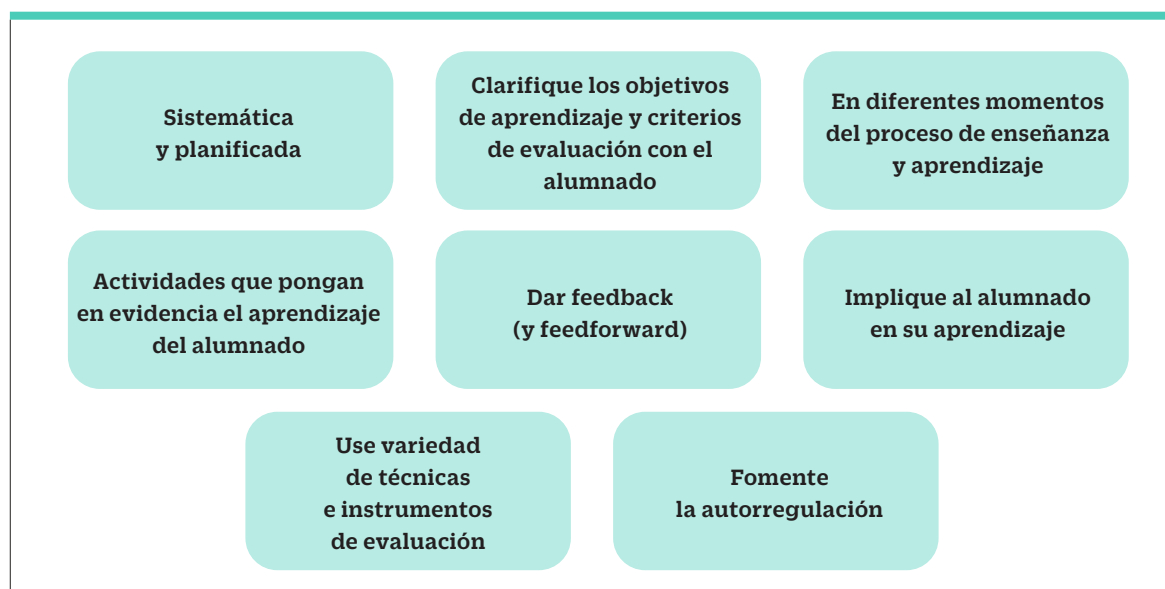 Sistemática
y planificada
Clarifique los objetivos
de aprendizaje y criterios
de evaluación con el
alumnado
En diferentes momentos
del proceso de enseñanza
y aprendizaje
Actividades que pongan
en evidencia el aprendizaje
del alumnado
Dar feedback
(y feedforward)
Implique al alumnado
en su aprendizaje
Use variedad
de técnicas
e instrumentos
de evaluación
Fomente
la autorregulación